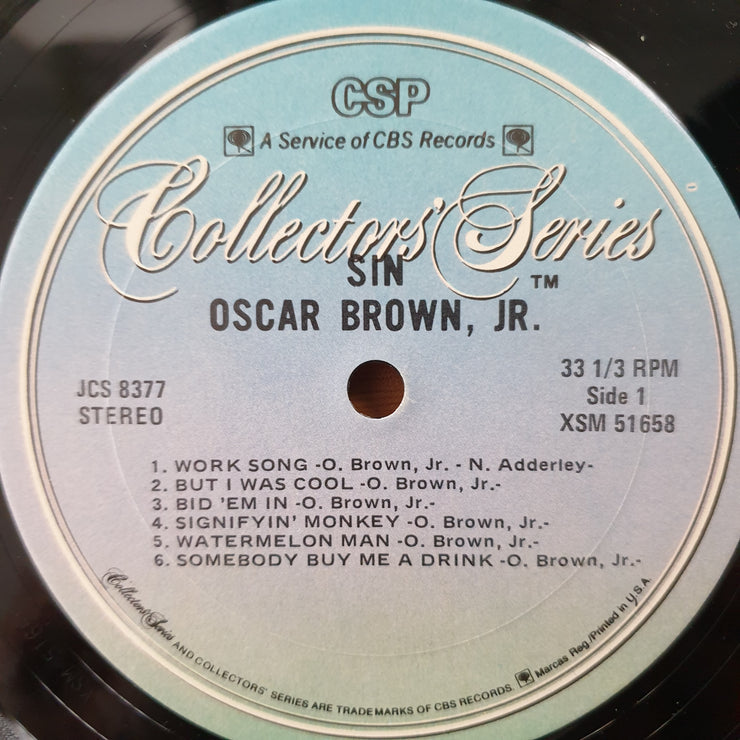 CSP
A Service of CBS Records
Collectors' Series
TM
SIN
OSCAR BROWN, JR.
JCS 8377
STEREO
33 1/3 RPM
Side 1
XSM 51658
1. WORK SONG -O. Brown, Jr. - N. Adderley-
2. BUT I WAS COOL -O. Brown, Jr.-
3. BID 'EM IN -O. Brown, Jr.-
4. SIGNIFYIN' MONKEY -O. Brown, Jr.-
5. WATERMELON MAN -O. Brown, Jr.-
6. SOMEBODY BUY ME A DRINK -O. Brown, Jr.-
Collectors' Series AND COLLECTORS' SERIES ARE TRADEMARKS OF CBS RECORDS. Marcas Reg./Printed in U.S.A.